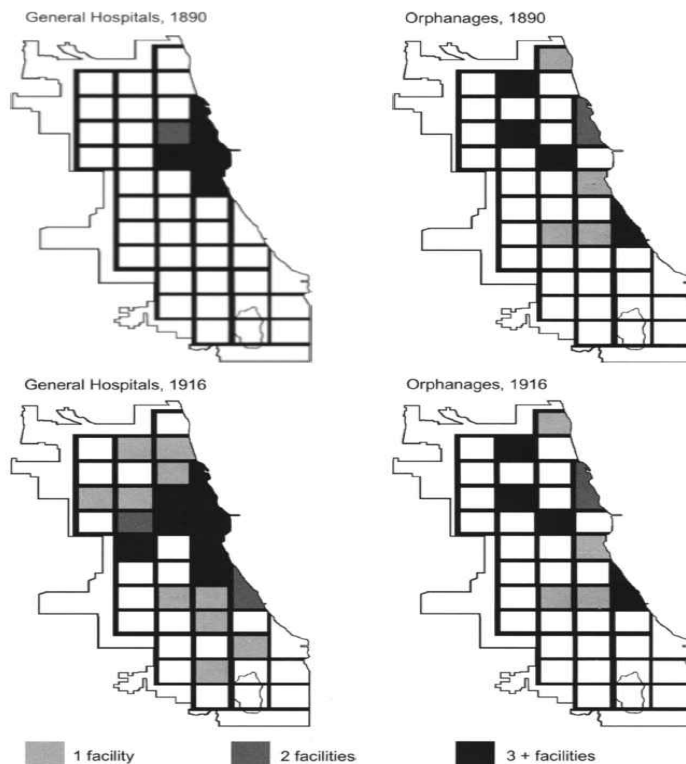 General Hospitals, 1890
Orphanages, 1890
General Hospitals, 1916
Orphanages, 1916
1 facility
2 facilities
3 + facilities